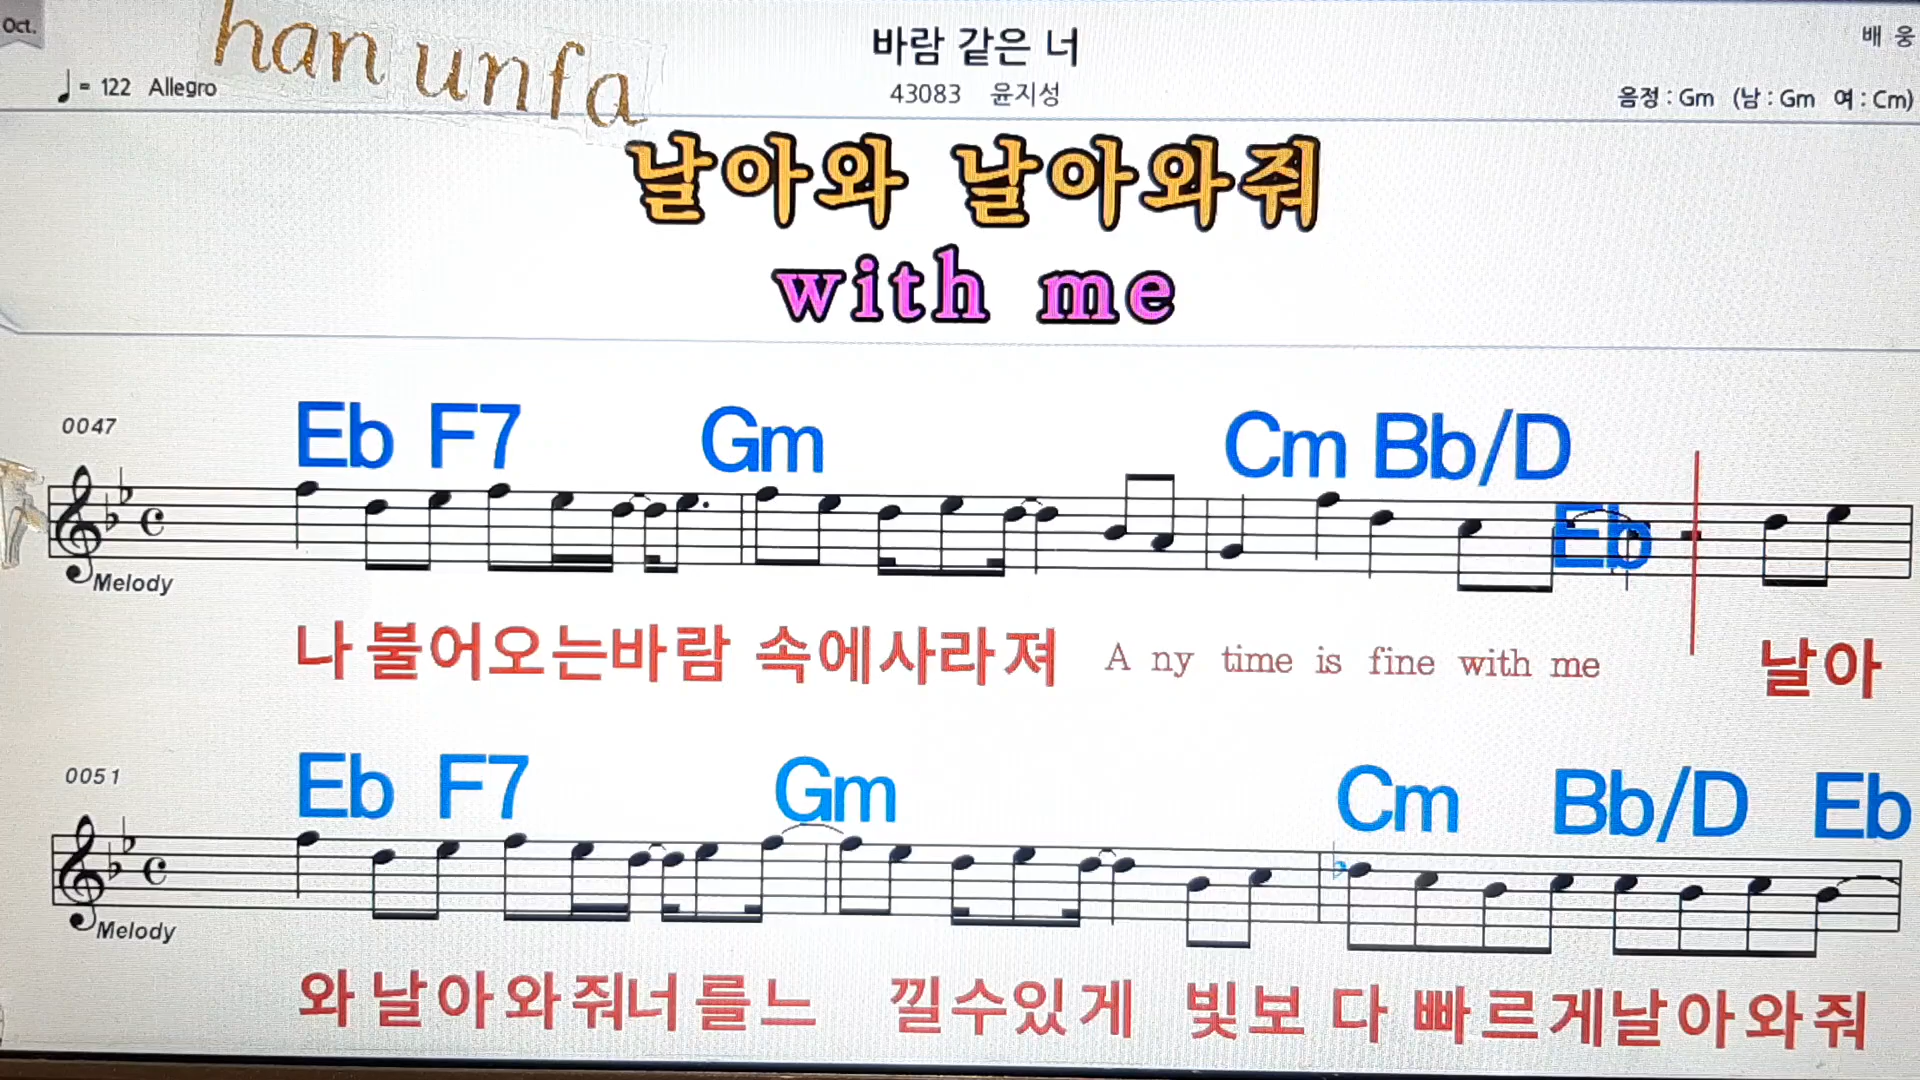 Oct.
han unfa
바람 같은 너
배 웅
♩= 122 Allegro
43083 윤지성
음정 : Gm (남 : Gm 여 : Cm)
날아와 날아와줘
with me
0047
Eb F7 Gm Cm Bb/D Eb
Melody
나 불어오는바람 속에사라져 A ny time is fine with me 날아
0051
Eb F7 Gm Cm Bb/D Eb
Melody
와 날아와줘너를느 낄수있게 빛보다 빠르게날아와줘